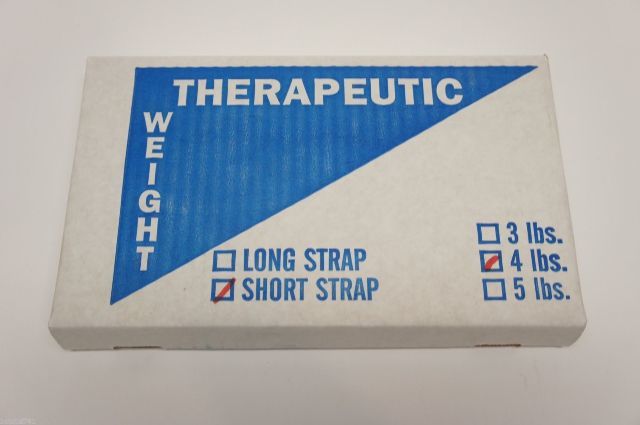 THERAPEUTIC
WEIGHT
LONG STRAP
SHORT STRAP
3 lbs.
4 lbs.
5 lbs.